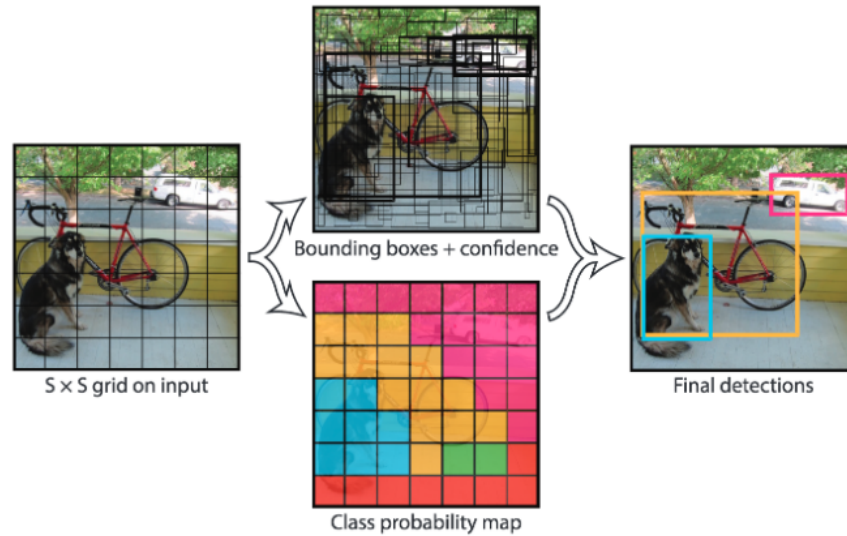 Bounding boxes + confidence
S × S grid on input
Final detections
Class probability map